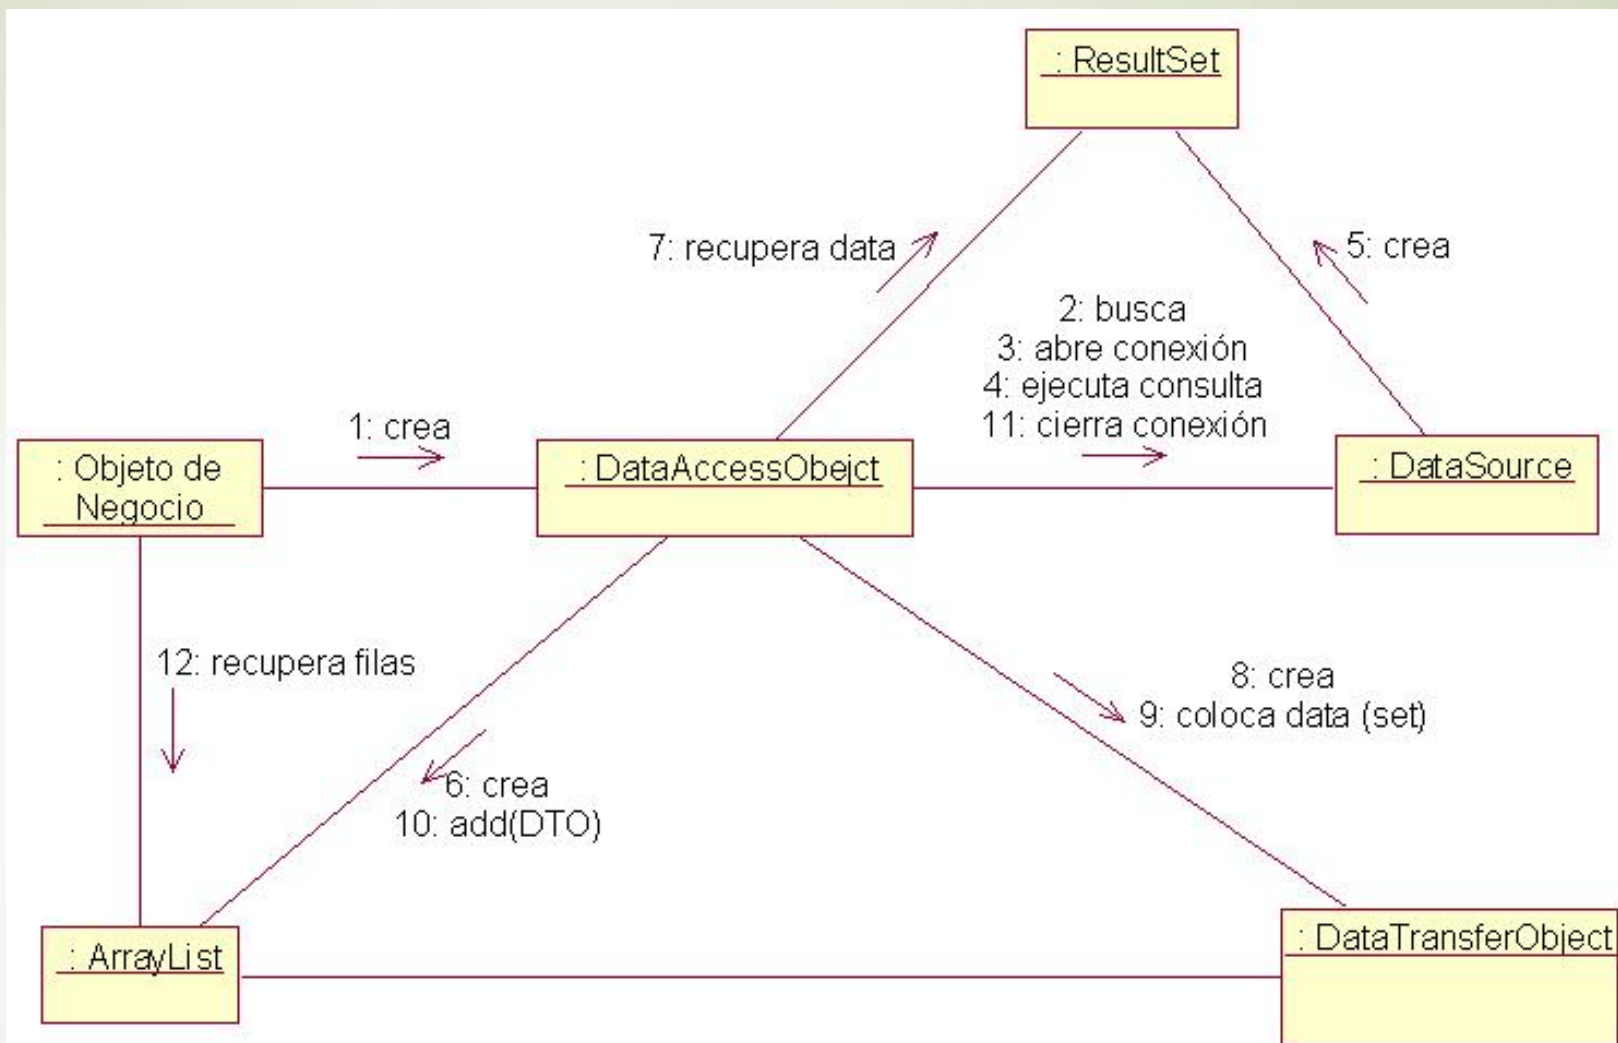 : ResultSet
7: recupera data
5: crea
2: busca
3: abre conexión
4: ejecuta consulta
11: cierra conexión
1: crea
: Objeto de
Negocio
: DataAccessObejct
: DataSource
12: recupera filas
8: crea
9: coloca data (set)
6: crea
10: add(DTO)
: ArrayList
: DataTransferObject